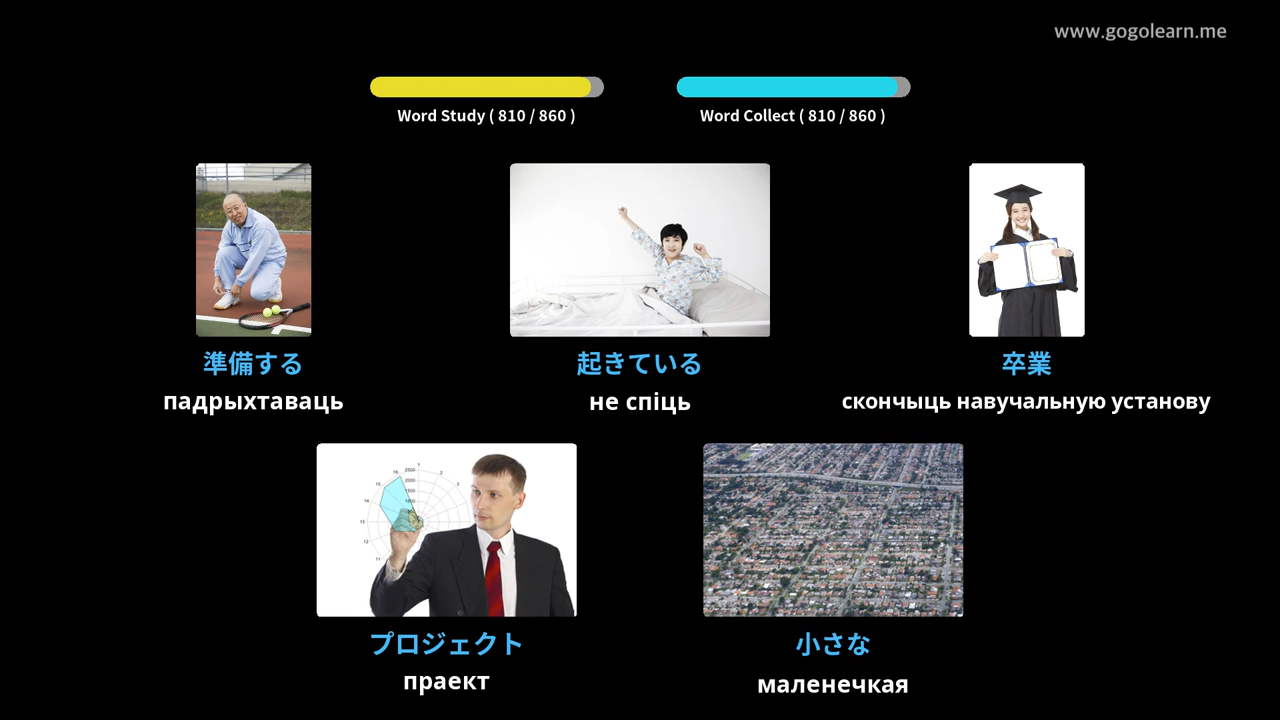 www.gogolearn.me
Word Study ( 810 / 860 )
Word Collect ( 810 / 860 )
準備する
падрыхтаваць
起きている
не спіць
卒業
скончыць навучальную установу
プロジェクト
праект
小さな
маленечкая